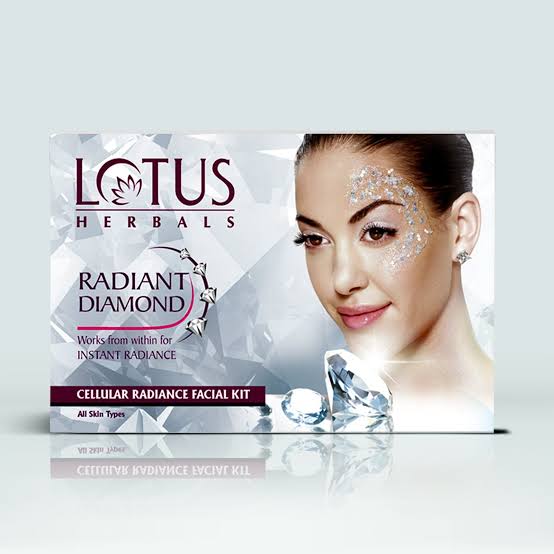 LOTUS
HERBALS
RADIANT
DIAMOND
Works from within for
INSTANT RADIANCE
CELLULAR RADIANCE FACIAL KIT
All Skin Types